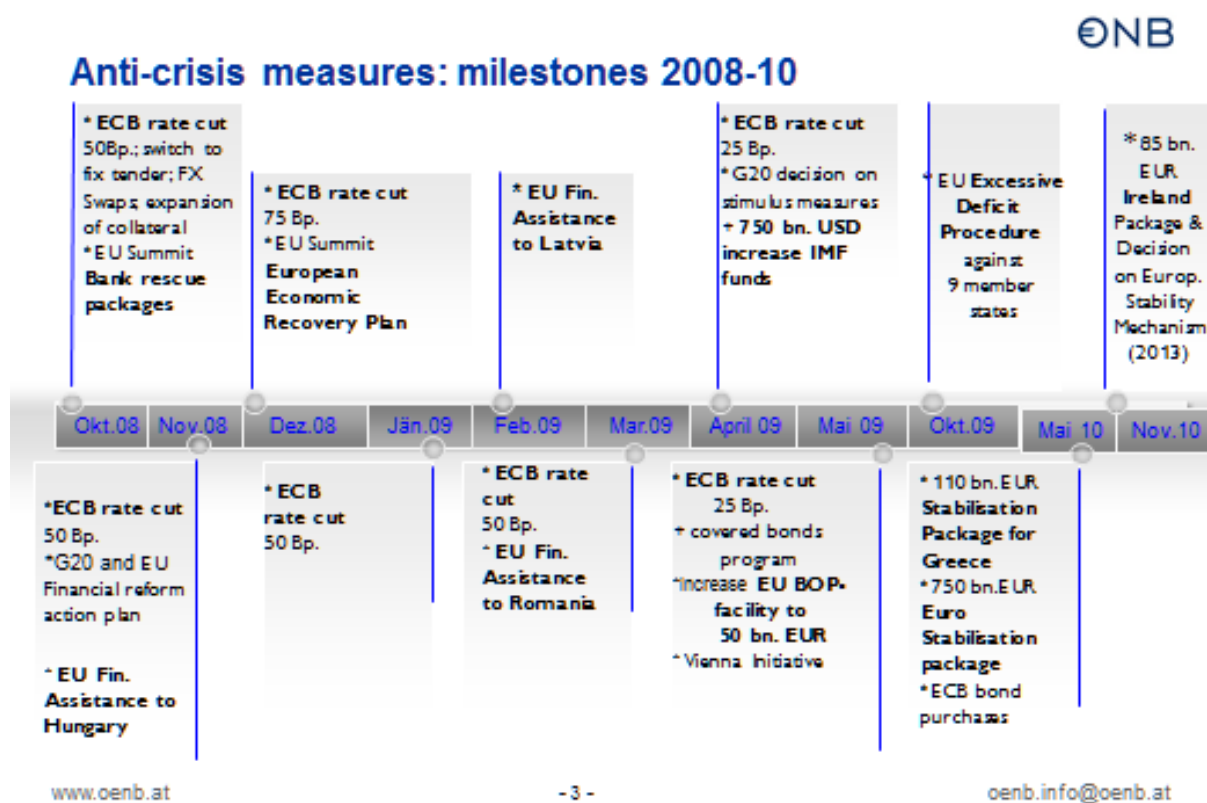 €NB
Anti-crisis measures: milestones 2008-10
* ECB rate cut
50Bp.; switch to
fix tender; FX
Swaps; expansion
of collateral
*EU Summit
Bank rescue
packages
* ECB rate cut
75 Bp.
*EU Summit
European
Economic
Recovery Plan
* EU Fin.
Assistance
to Latvia
* ECB rate cut
25 Bp.
*G20 decision on
stimulus measures
+ 750 bn. USD
increase IMF
funds
* EU Excessive
Deficit
Procedure
against
9 member
states
* 85 bn.
EUR
Ireland
Package &
Decision
on Europ.
Stability
Mechanism
(2013)
Okt.08 Nov.08 Dez.08 Jän.09 Feb.09 Mar.09 April 09 Mai 09 Okt.09 Mai 10 Nov.10
*ECB rate cut
50 Bp.
*G20 and EU
Financial reform
action plan
* EU Fin.
Assistance to
Hungary
* ECB
rate cut
50 Bp.
* ECB rate
cut
50 Bp.
* EU Fin.
Assistance
to Romania
* ECB rate cut
25 Bp.
+ covered bonds
program
*Increase EU BOP-
facility to
50 bn. EUR
* Vienna Initiative
* 110 bn.EUR
Stabilisation
Package for
Greece
*750 bn.EUR
Euro
Stabilisation
package
*ECB bond
purchases
www.oenb.at
- 3 -
oenb.info@oenb.at